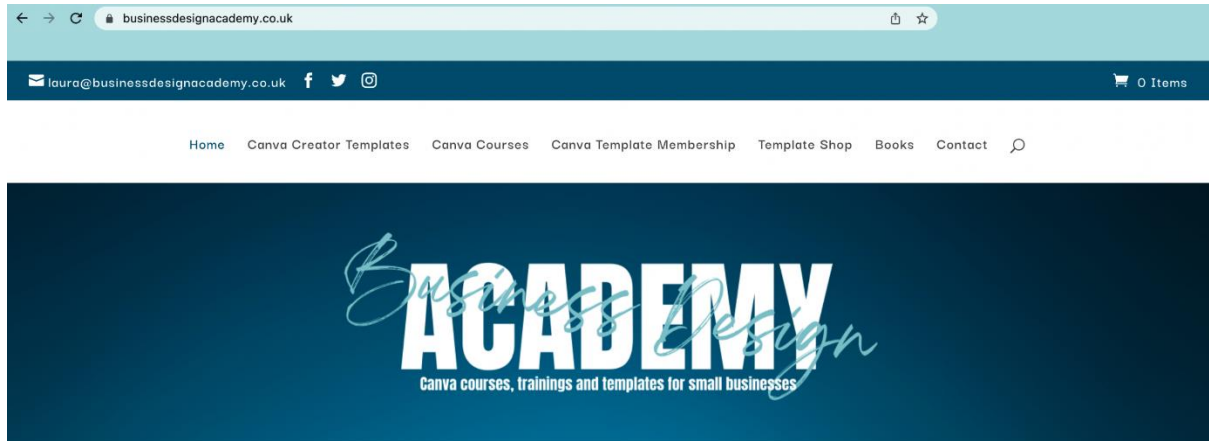 businessdesignacademy.co.uk
laura@businessdesignacademy.co.uk 0 Items
Home Canva Creator Templates Canva Courses Canva Template Membership Template Shop Books Contact
Business Design
ACADEMY
Canva courses, trainings and templates for small businesses